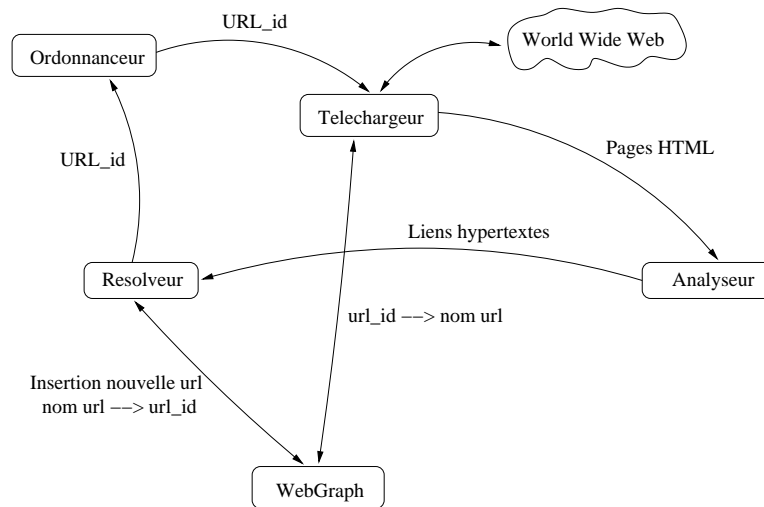 URL_id
World Wide Web
Ordonnanceur
Telechargeur
Pages HTML
URL_id
Liens hypertextes
Resolveur
Analyseur
url_id −−> nom url
Insertion nouvelle url
nom url −−> url_id
WebGraph